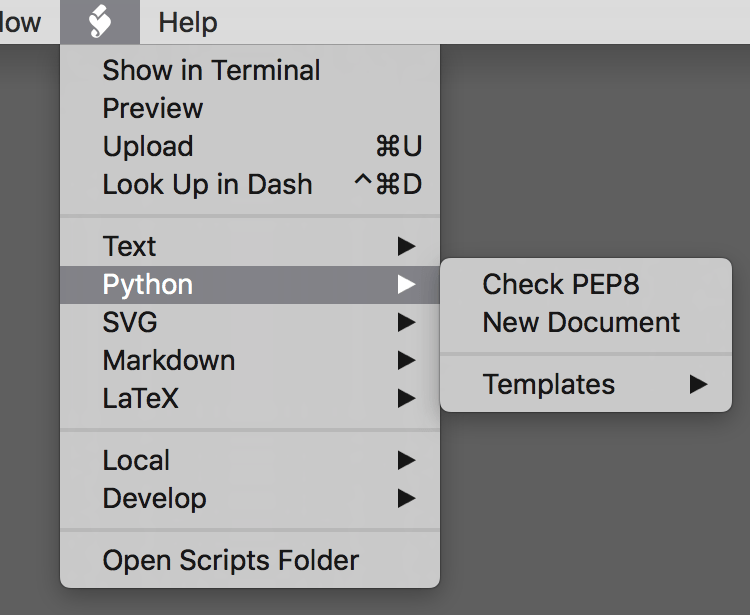 low Help
Show in Terminal
Preview
Upload ⌘U
Look Up in Dash ^⌘D
Text
Python
SVG
Markdown
LaTeX
Local
Develop
Open Scripts Folder
Check PEP8
New Document
Templates